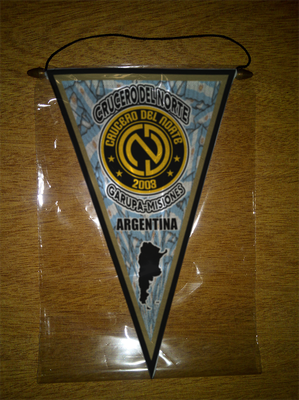 CRUCERO DEL NORTE
CRUCERO DEL NORTE
2003
GARUPA-MISIONES
ARGENTINA